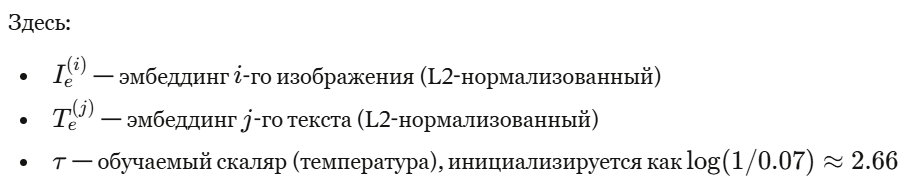 Здесь:
• $I_e^{(i)}$ — эмбеддинг $i$-го изображения (L2-нормализованный)
• $T_e^{(j)}$ — эмбеддинг $j$-го текста (L2-нормализованный)
• $\tau$ — обучаемый скаляр (температура), инициализируется как $\log(1/0.07) \approx 2.66$